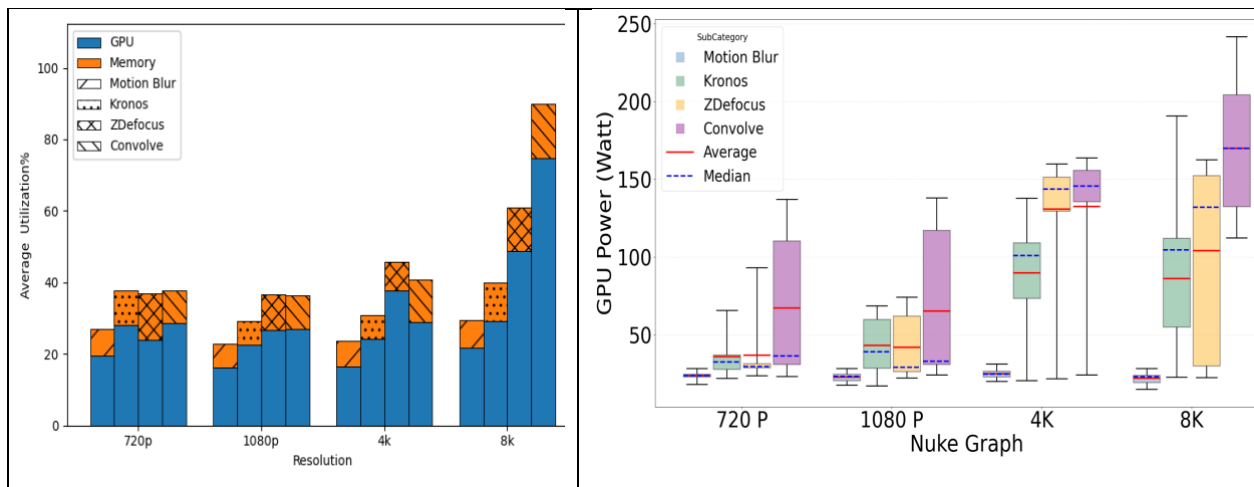 GPU
Memory
Motion Blur
Kronos
ZDefocus
Convolve
Average Utilization%
100
80
60
40
20
0
720p
1080p
4k
8k
Resolution
SubCategory
Motion Blur
Kronos
ZDefocus
Convolve
Average
Median
GPU Power (Watt)
250
200
150
100
50
720 P
1080 P
4K
8K
Nuke Graph